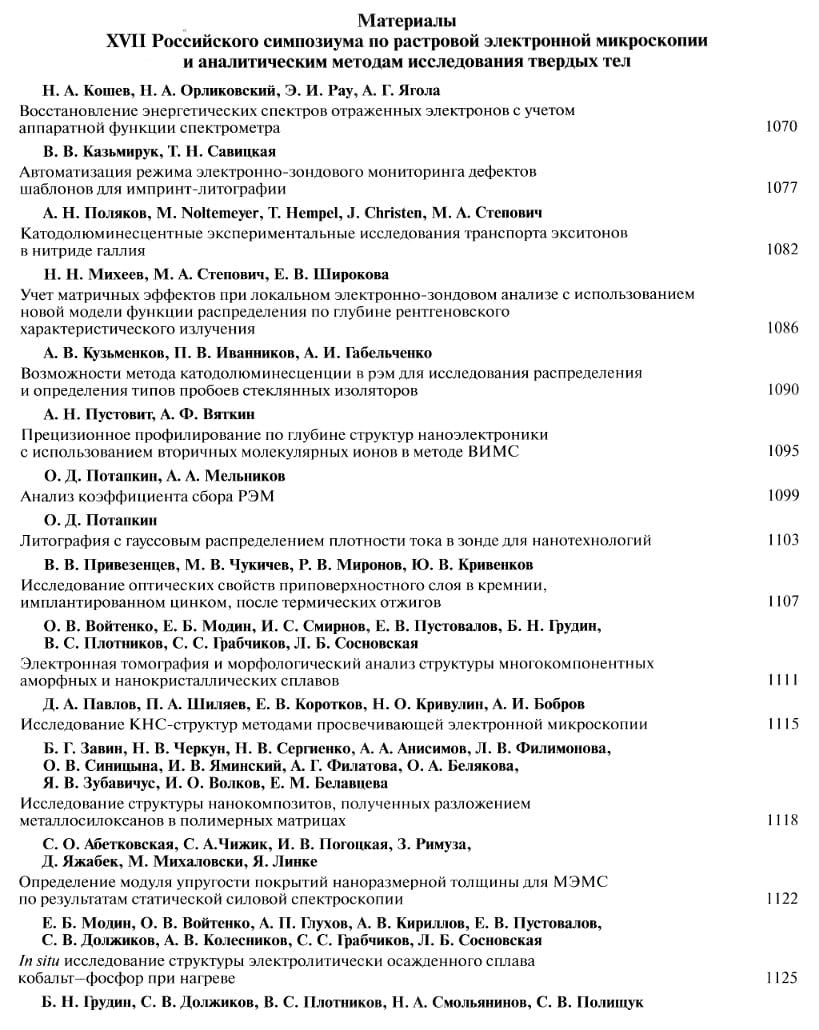 Материалы
XVII Российского симпозиума по растровой электронной микроскопии
и аналитическим методам исследования твердых тел
Н. А. Кошев, Н. А. Орликовский, Э. И. Рау, А. Г. Ягола
Восстановление энергетических спектров отраженных электронов с учетом
аппаратной функции спектрометра 1070
В. В. Казьмирук, Т. Н. Савицкая
Автоматизация режима электронно-зондового мониторинга дефектов
шаблонов для импринт-литографии 1077
А. Н. Поляков, M. Noltemeyer, T. Hempel, J. Christen, М. А. Степович
Катодолюминесцентные экспериментальные исследования транспорта экситонов
в нитриде галлия 1082
Н. Н. Михеев, М. А. Степович, Е. В. Широкова
Учет матричных эффектов при локальном электронно-зондовом анализе с использованием
новой модели функции распределения по глубине рентгеновского
характеристического излучения 1086
А. В. Кузьменков, П. В. Иванников, А. И. Габельченко
Возможности метода катодолюминесценции в рэм для исследования распределения
и определения типов пробоев стеклянных изоляторов 1090
А. Н. Пустовит, А. Ф. Вяткин
Прецизионное профилирование по глубине структур наноэлектроники
с использованием вторичных молекулярных ионов в методе ВИМС 1095
О. Д. Потапкин, А. А. Мельников
Анализ коэффициента сбора РЭМ 1099
О. Д. Потапкин
Литография с гауссовым распределением плотности тока в зонде для нанотехнологий 1103
В. В. Привезенцев, М. В. Чукичев, Р. В. Миронов, Ю. В. Кривенков
Исследование оптических свойств приповерхностного слоя в кремнии,
имплантированном цинком, после термических отжигов 1107
О. В. Войтенко, Е. Б. Модин, И. С. Смирнов, Е. В. Пустовалов, Б. Н. Грудин,
В. С. Плотников, С. С. Грабчиков, Л. Б. Сосновская
Электронная томография и морфологический анализ структуры многокомпонентных
аморфных и нанокристаллических сплавов 1111
Д. А. Павлов, П. А. Шиляев, Е. В. Коротков, Н. О. Кривулин, А. И. Бобров
Исследование КНС-структур методами просвечивающей электронной микроскопии 1115
Б. Г. Завин, Н. В. Черкун, Н. В. Сергиенко, А. А. Анисимов, Л. В. Филимонова,
О. В. Синицына, И. В. Яминский, А. Г. Филатова, О. А. Белякова,
Я. В. Зубавичус, И. О. Волков, Е. М. Белавцева
Исследование структуры нанокомпозитов, полученных разложением
металлосилоксанов в полимерных матрицах 1118
С. О. Абетковская, С. А.Чижик, И. В. Погоцкая, З. Римуза,
Д. Яжабек, М. Михаловски, Я. Линке
Определение модуля упругости покрытий наноразмерной толщины для МЭМС
по результатам статической силовой спектроскопии 1122
Е. Б. Модин, О. В. Войтенко, А. П. Глухов, А. В. Кириллов, Е. В. Пустовалов,
С. В. Должиков, А. В. Колесников, С. С. Грабчиков, Л. Б. Сосновская
In situ исследование структуры электролитически осажденного сплава
кобальт–фосфор при нагреве 1125
Б. Н. Грудин, С. В. Должиков, В. С. Плотников, Н. А. Смольянинов, С. В. Полищук